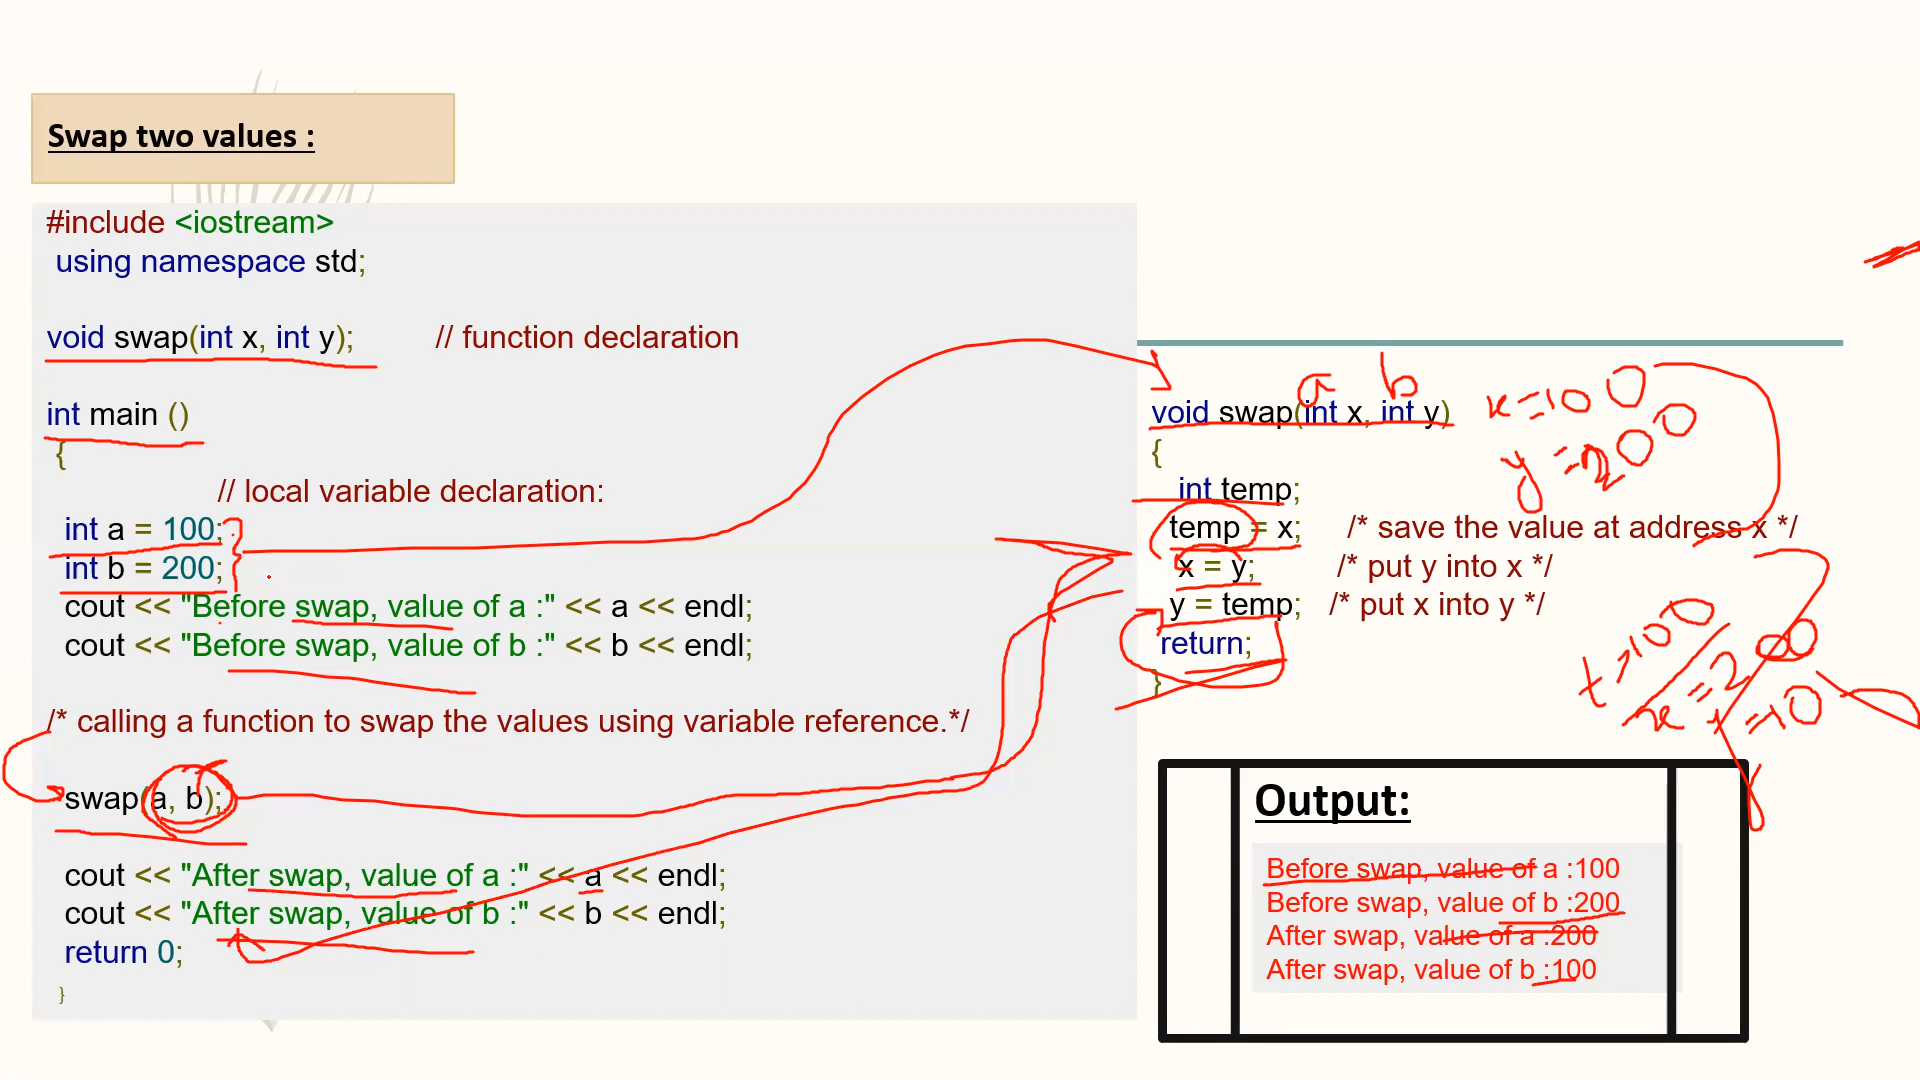 Swap two values :
#include <iostream>
using namespace std;
void swap(int x, int y); // function declaration
int main ()
{
// local variable declaration:
int a = 100;
int b = 200;
cout << "Before swap, value of a :" << a << endl;
cout << "Before swap, value of b :" << b << endl;
/* calling a function to swap the values using variable reference.*/
swap(a, b);
cout << "After swap, value of a :" << a << endl;
cout << "After swap, value of b :" << b << endl;
return 0;
}
a b
void swap(int x, int y)
{
int temp;
temp = x; /* save the value at address x */
x = y; /* put y into x */
y = temp; /* put x into y */
return;
}
x=100
y=200
Output:
Before swap, value of a :100
Before swap, value of b :200
After swap, value of a :200
After swap, value of b :100